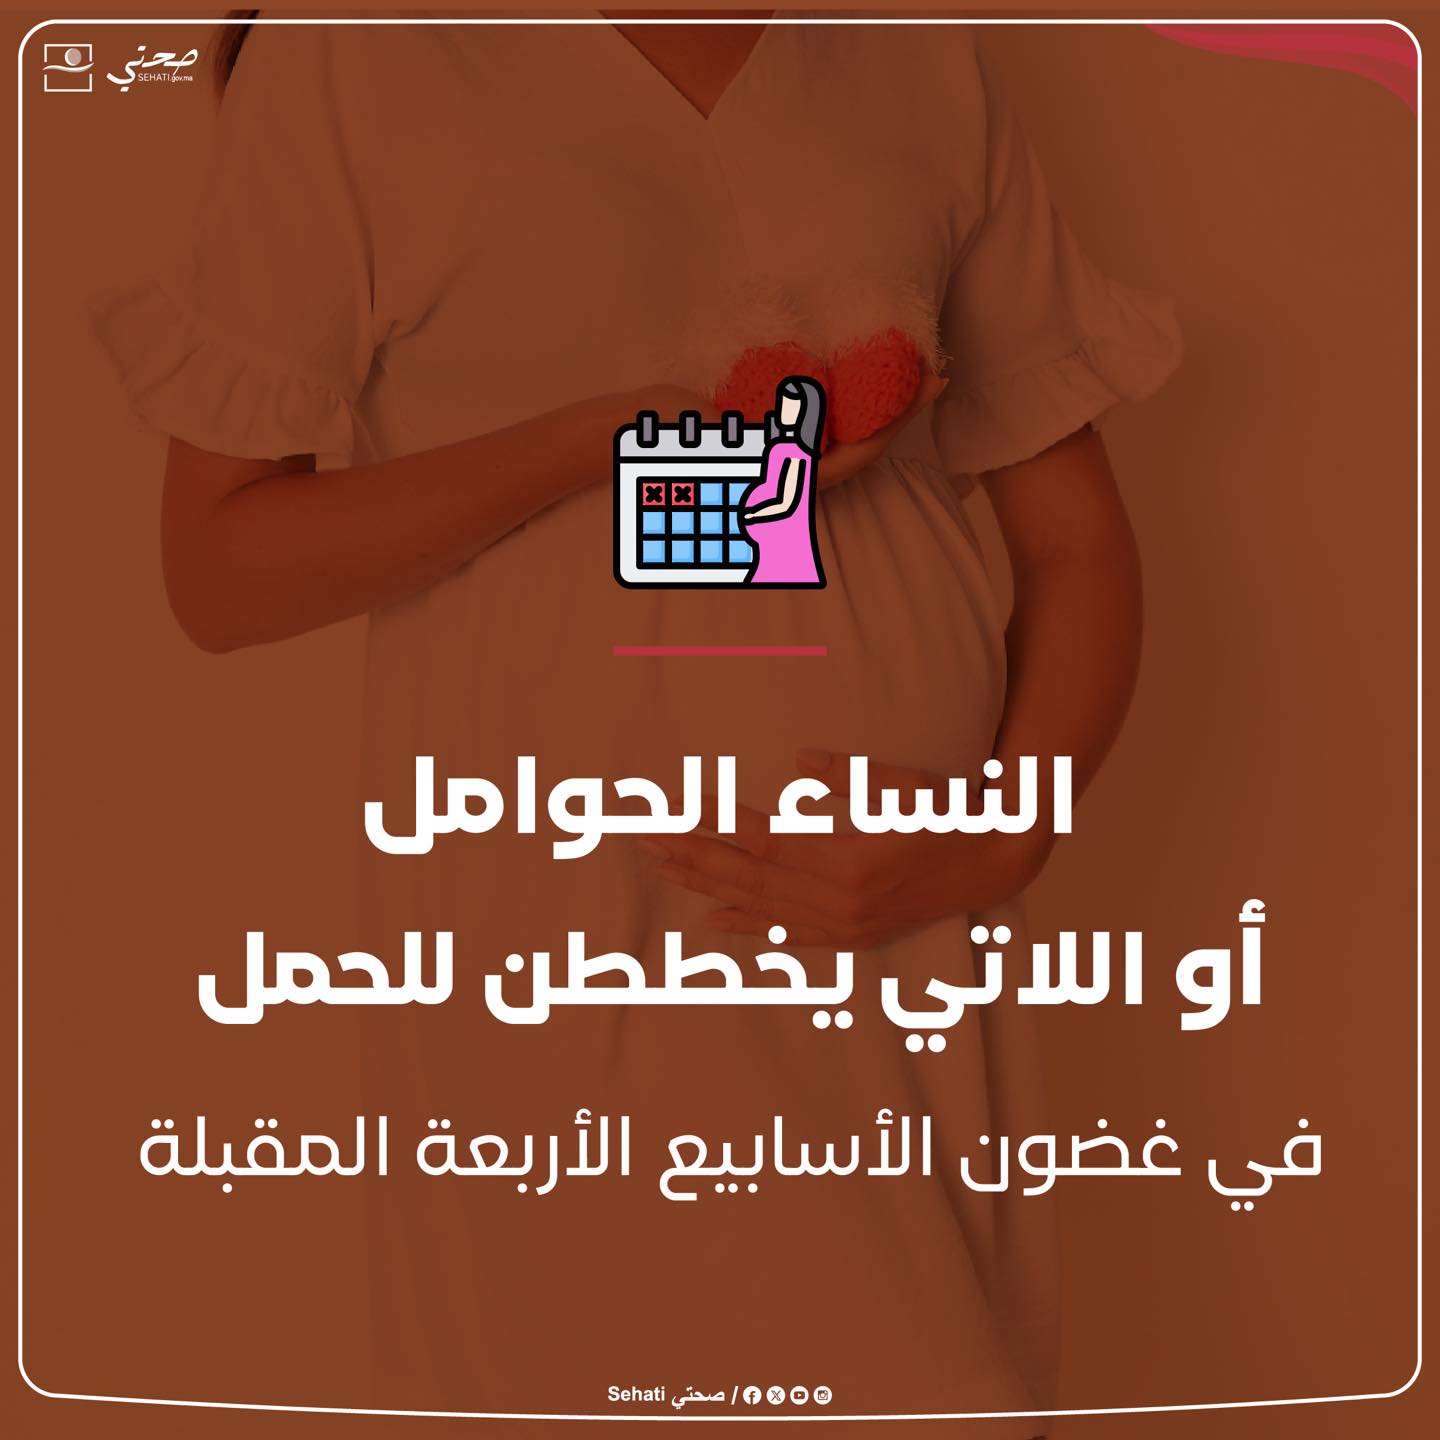 صحتي
SEHATI.gov.ma
النساء الحوامل
أو اللاتي يخططن للحمل
في غضون الأسابيع الأربعة المقبلة
Sehati صحتي /